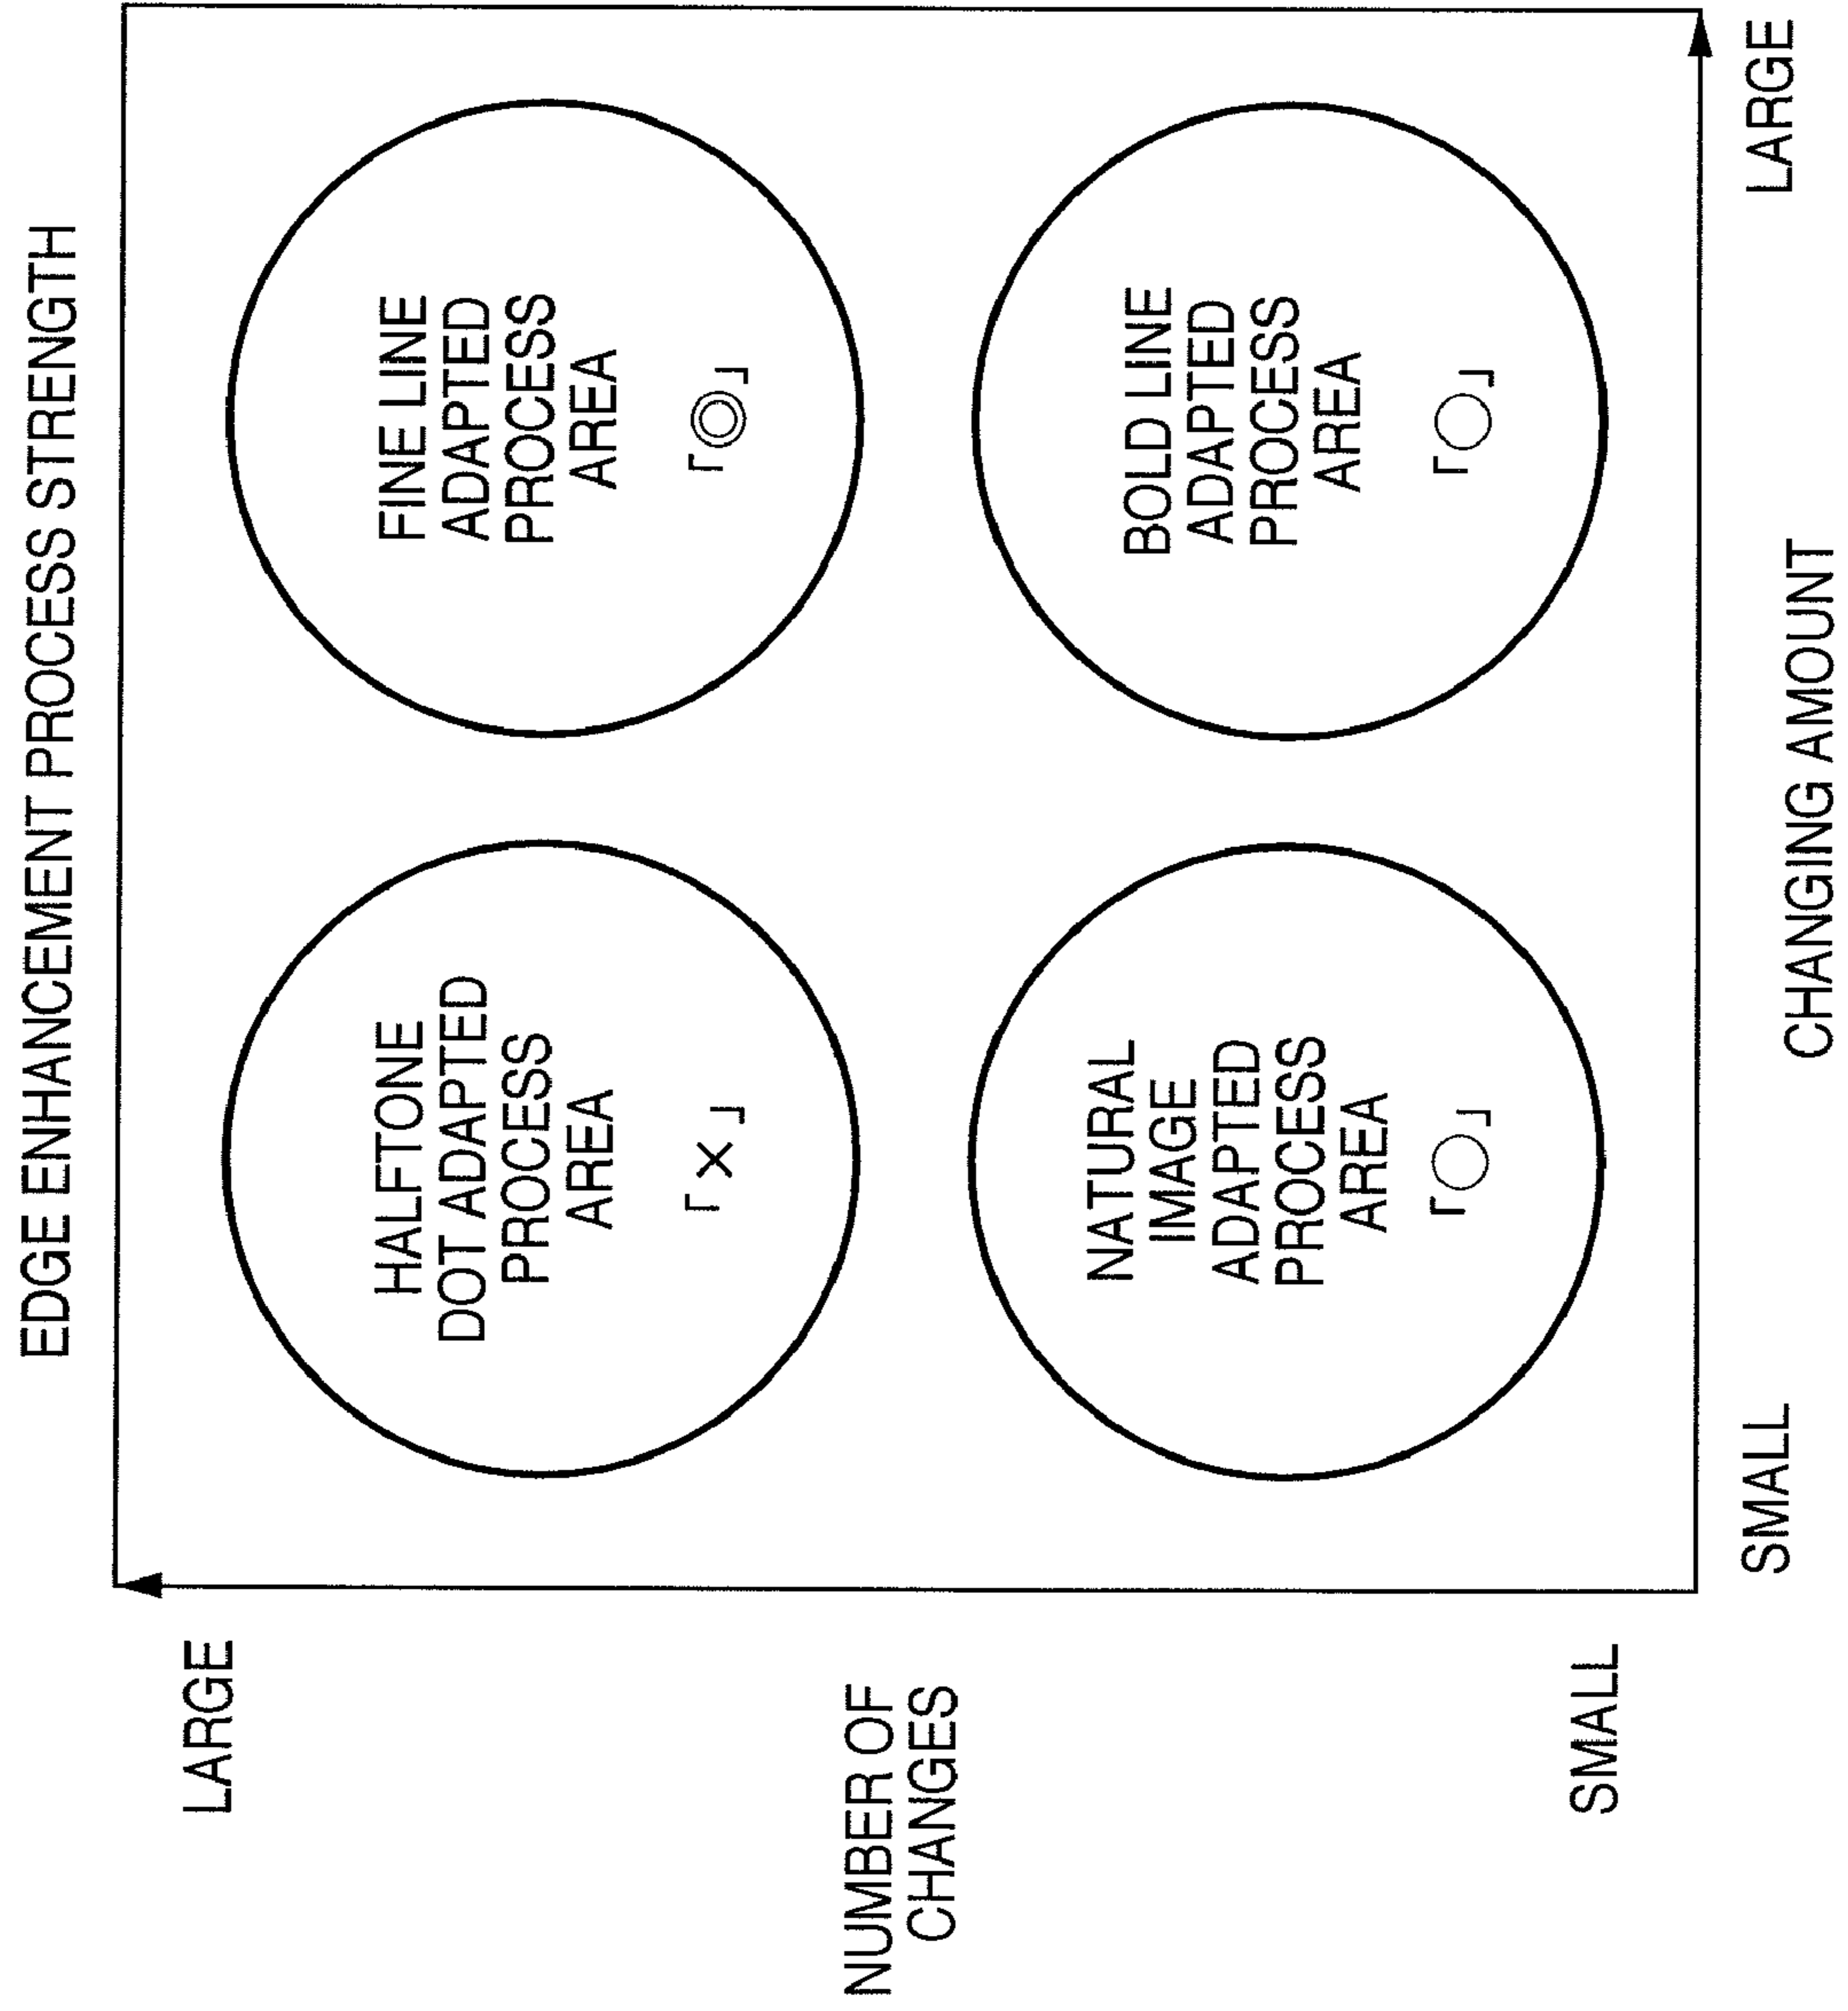 EDGE ENHANCEMENT PROCESS STRENGTH
LARGE
NUMBER OF
CHANGES
SMALL
HALFTONE
DOT ADAPTED
PROCESS
AREA
「×」
FINE LINE
ADAPTED
PROCESS
AREA
「◎」
NATURAL
IMAGE
ADAPTED
PROCESS
AREA
「○」
BOLD LINE
ADAPTED
PROCESS
AREA
「○」
SMALL
LARGE
CHANGING AMOUNT